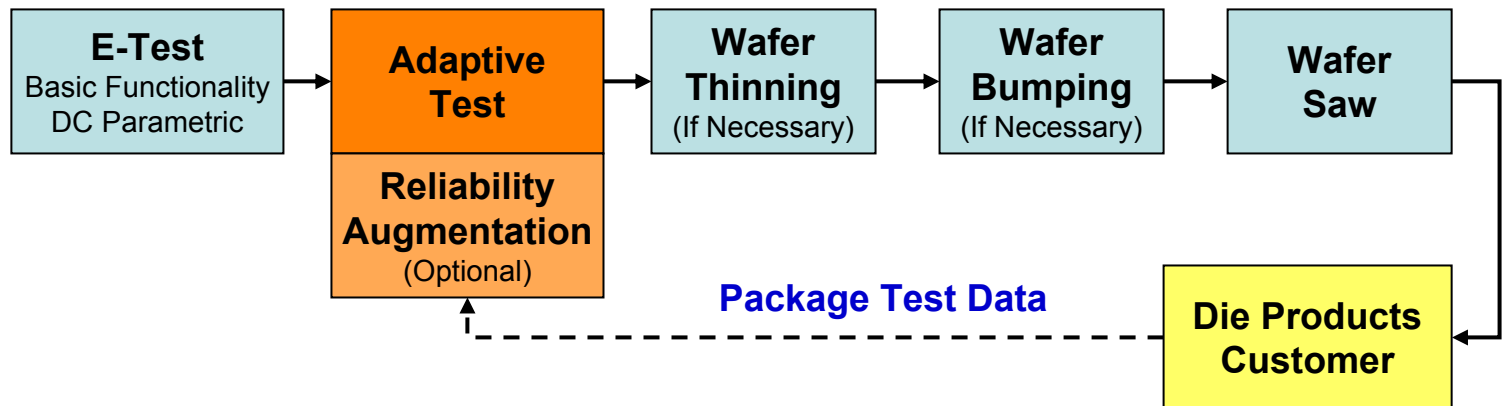 E-Test
Basic Functionality
DC Parametric
Adaptive
Test
Reliability
Augmentation
(Optional)
Wafer
Thinning
(If Necessary)
Wafer
Bumping
(If Necessary)
Wafer
Saw
Package Test Data
Die Products
Customer